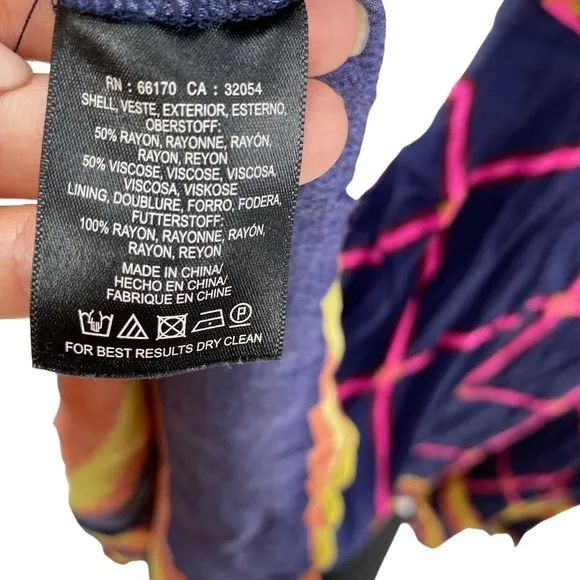 RN : 66170 CA : 32054
SHELL, VESTE, EXTERIOR, ESTERNO,
OBERSTOFF:
50% RAYON, RAYONNE, RAYÓN,
RAYON, REYON
50% VISCOSE, VISCOSE, VISCOSA,
VISCOSA, VISKOSE
LINING, DOUBLURE, FORRO, FODERA,
FUTTERSTOFF:
100% RAYON, RAYONNE, RAYÓN,
RAYON, REYON
MADE IN CHINA/
HECHO EN CHINA/
FABRIQUE EN CHINE
P
FOR BEST RESULTS DRY CLEAN